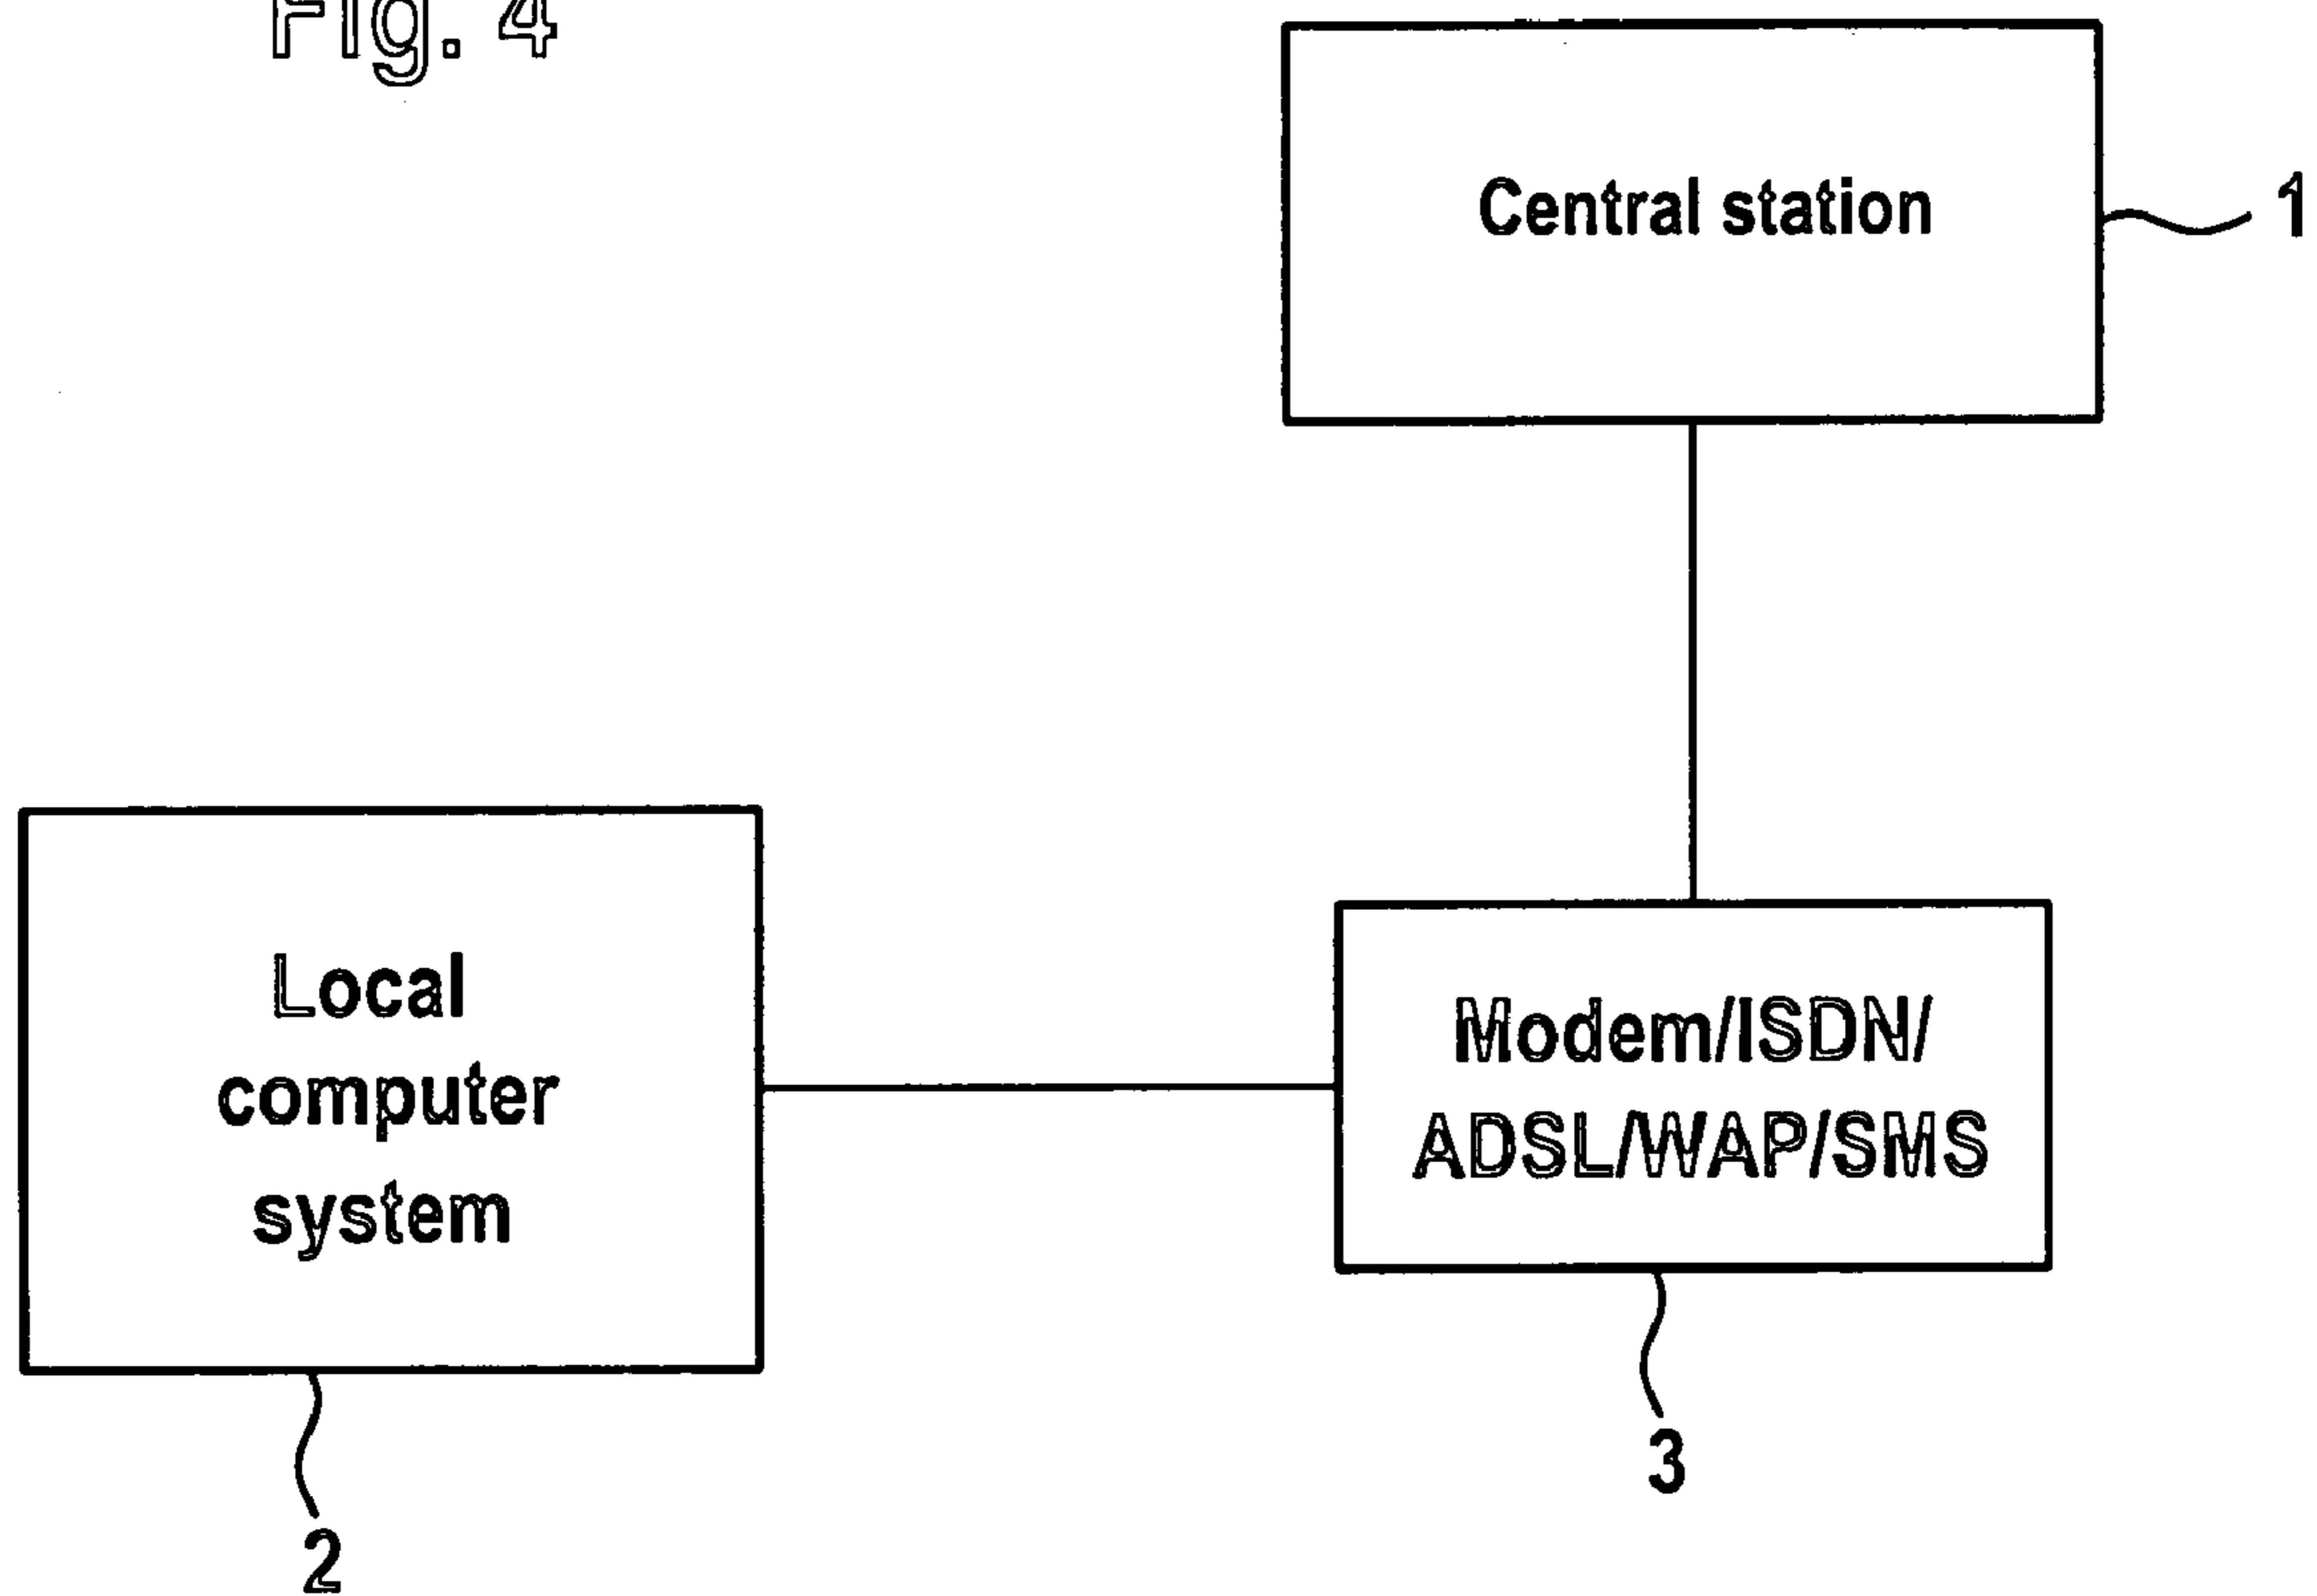 Fig. 4
Central station
1
Local
computer
system
Modem/ISDN/
ADSL/WAP/SMS
3
2